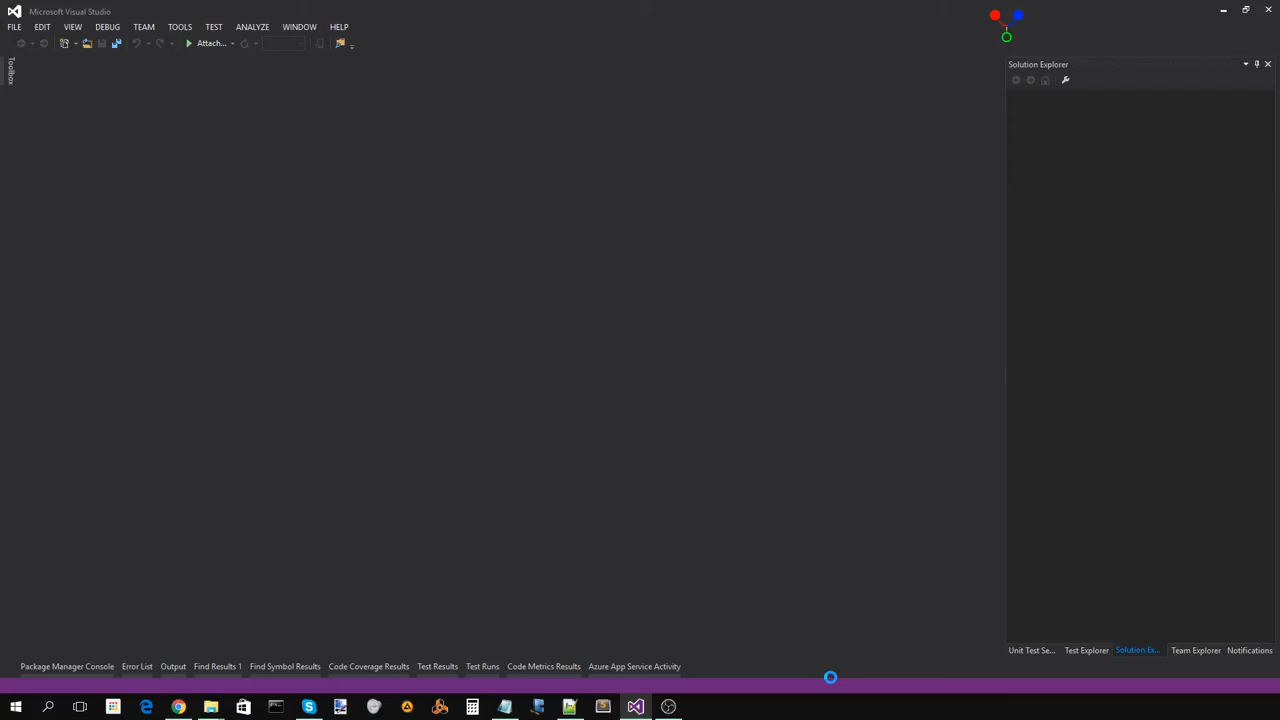 Microsoft Visual Studio
FILE EDIT VIEW DEBUG TEAM TOOLS TEST ANALYZE WINDOW HELP
Attach...
Toolbox
Solution Explorer
Unit Test Se... Test Explorer Solution Ex... Team Explorer Notifications
Package Manager Console Error List Output Find Results 1 Find Symbol Results Code Coverage Results Test Results Test Runs Code Metrics Results Azure App Service Activity